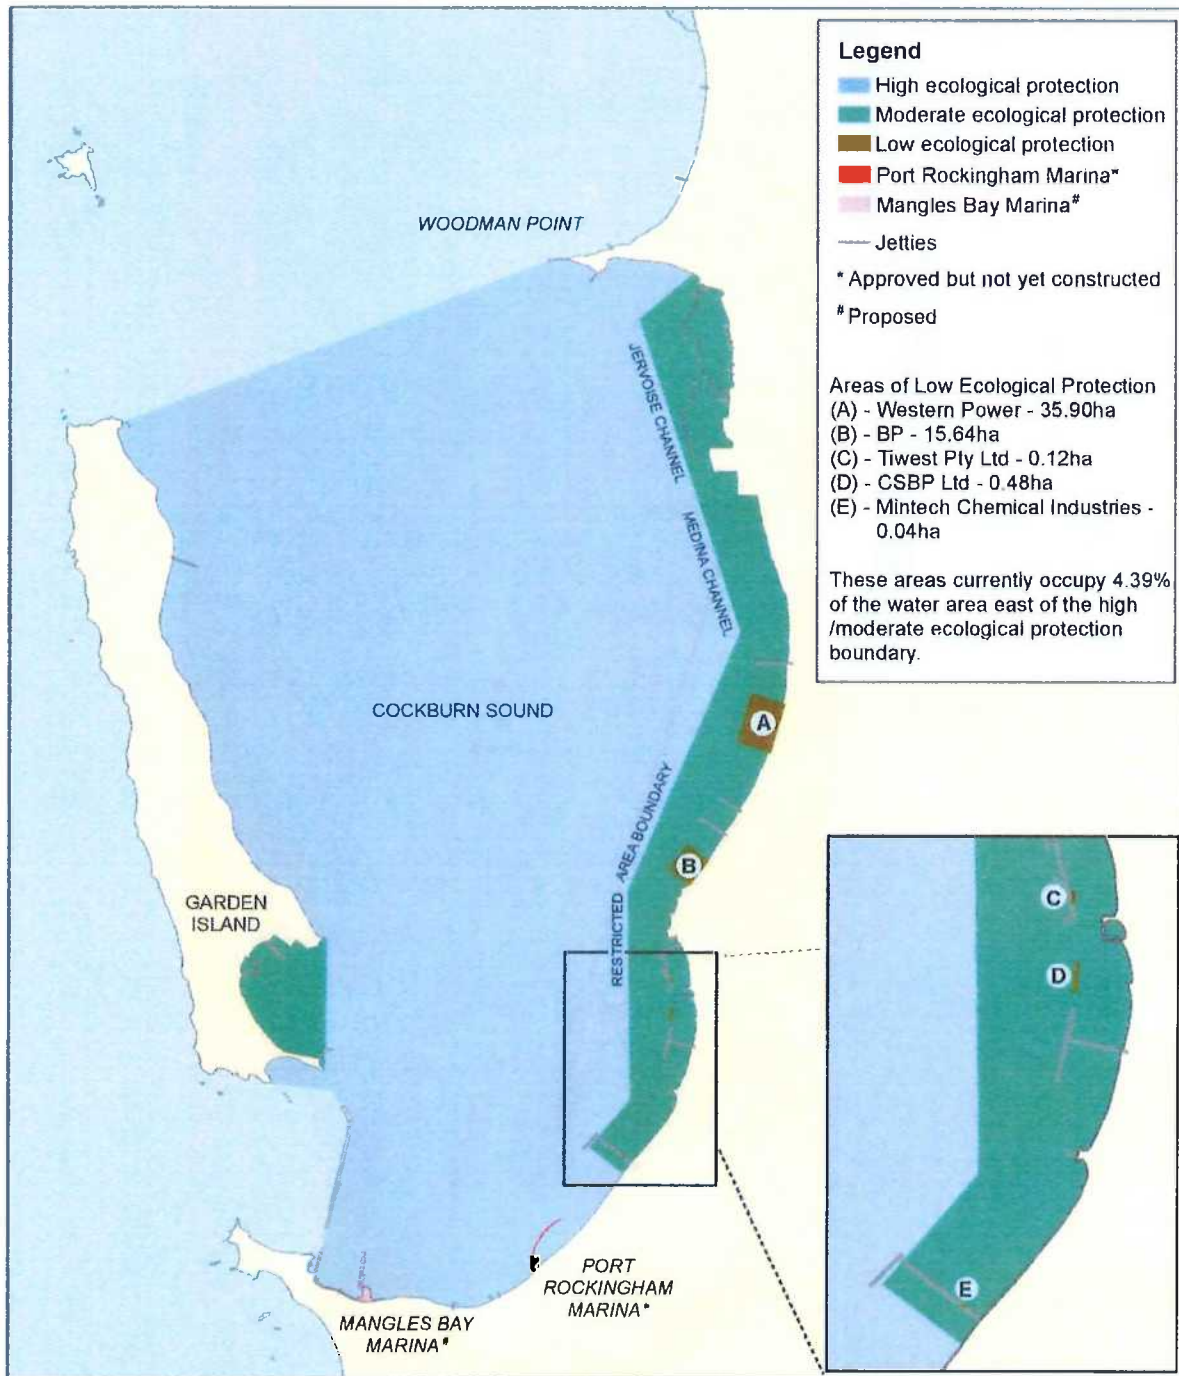 Legend
High ecological protection
Moderate ecological protection
Low ecological protection
Port Rockingham Marina*
Mangles Bay Marina#
Jetties
* Approved but not yet constructed
# Proposed
Areas of Low Ecological Protection
(A) - Western Power - 35.90ha
(B) - BP - 15.64ha
(C) - Tiwest Pty Ltd - 0.12ha
(D) - CSBP Ltd - 0.48ha
(E) - Mintech Chemical Industries -
0.04ha
These areas currently occupy 4.39%
of the water area east of the high
/moderate ecological protection
boundary.
WOODMAN POINT
JERVOISE CHANNEL
MEDINA CHANNEL
COCKBURN SOUND
A
RESTRICTED AREA BOUNDARY
B
GARDEN
ISLAND
C
D
E
PORT
ROCKINGHAM
MARINA*
MANGLES BAY
MARINA#